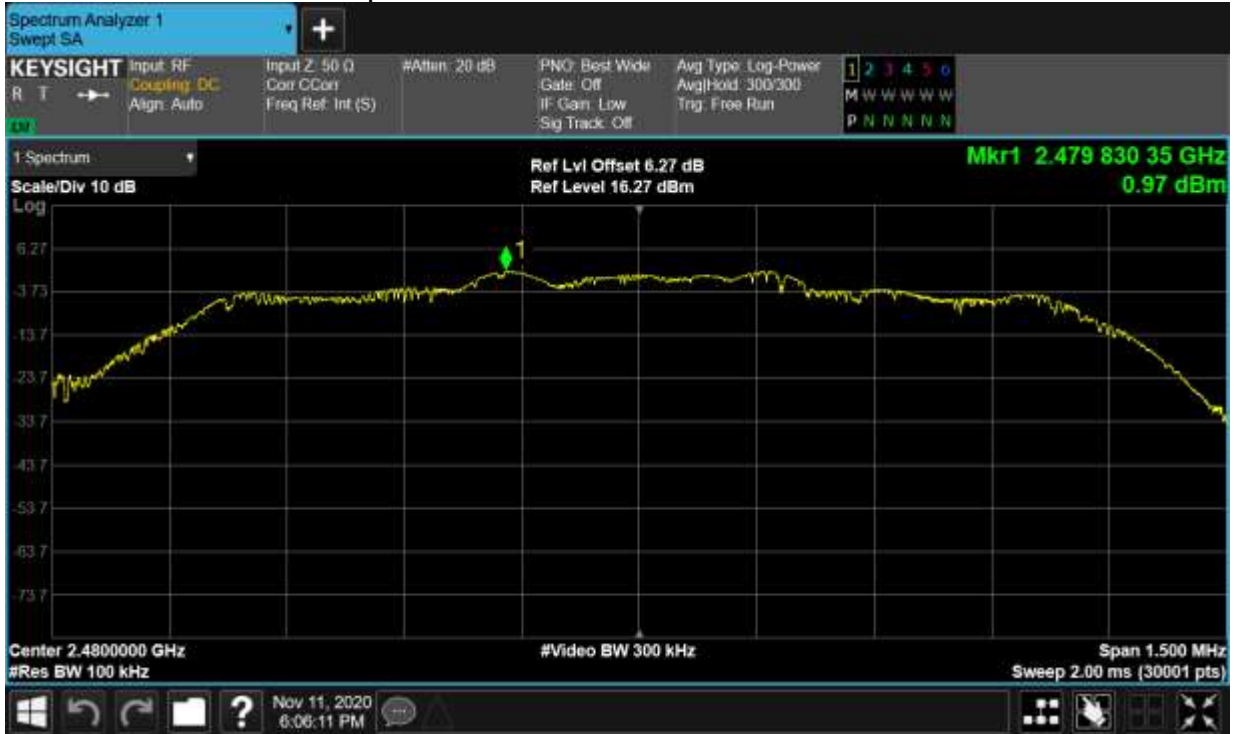 Spectrum Analyzer 1
Swept SA
+
KEYSIGHT Input: RF Input Z: 50 Ω #Atten: 20 dB PNO: Best Wide Avg Type: Log-Power 1 2 3 4 5 6
R T Coupling: DC Corr CCorr Gate: Off Avg|Hold: 300/300 M W W W W W
Align: Auto Freq Ref: Int (S) IF Gain: Low Trig: Free Run
Sig Track: Off P N N N N N N
1 Spectrum
Ref Lvl Offset 6.27 dB
Mkr1 2.479 830 35 GHz
Scale/Div 10 dB
Ref Level 16.27 dBm
0.97 dBm
Log
1
6.27
-3.73
-13.7
-23.7
-33.7
-43.7
-53.7
-63.7
-73.7
Center 2.4800000 GHz
#Video BW 300 kHz
Span 1.500 MHz
#Res BW 100 kHz
Sweep 2.00 ms (30001 pts)
?
Nov 11, 2020
6:06:11 PM